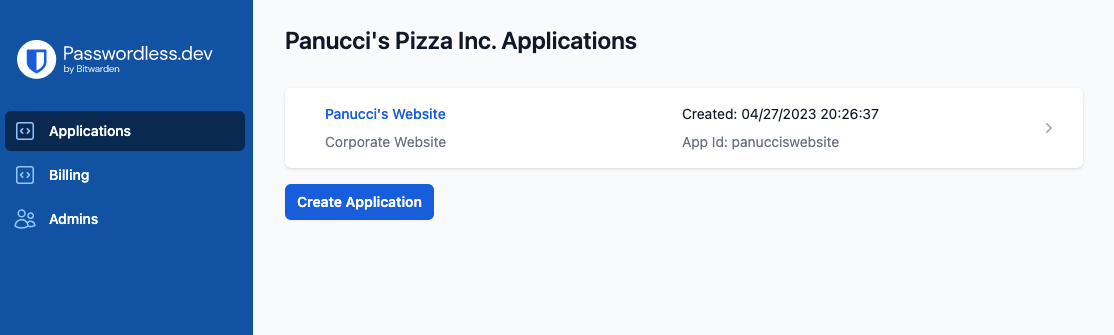 Passwordless.dev
by Bitwarden
Applications
Billing
Admins
Panucci's Pizza Inc. Applications
Panucci's Website
Created: 04/27/2023 20:26:37
Corporate Website
App Id: panucciswebsite
Create Application